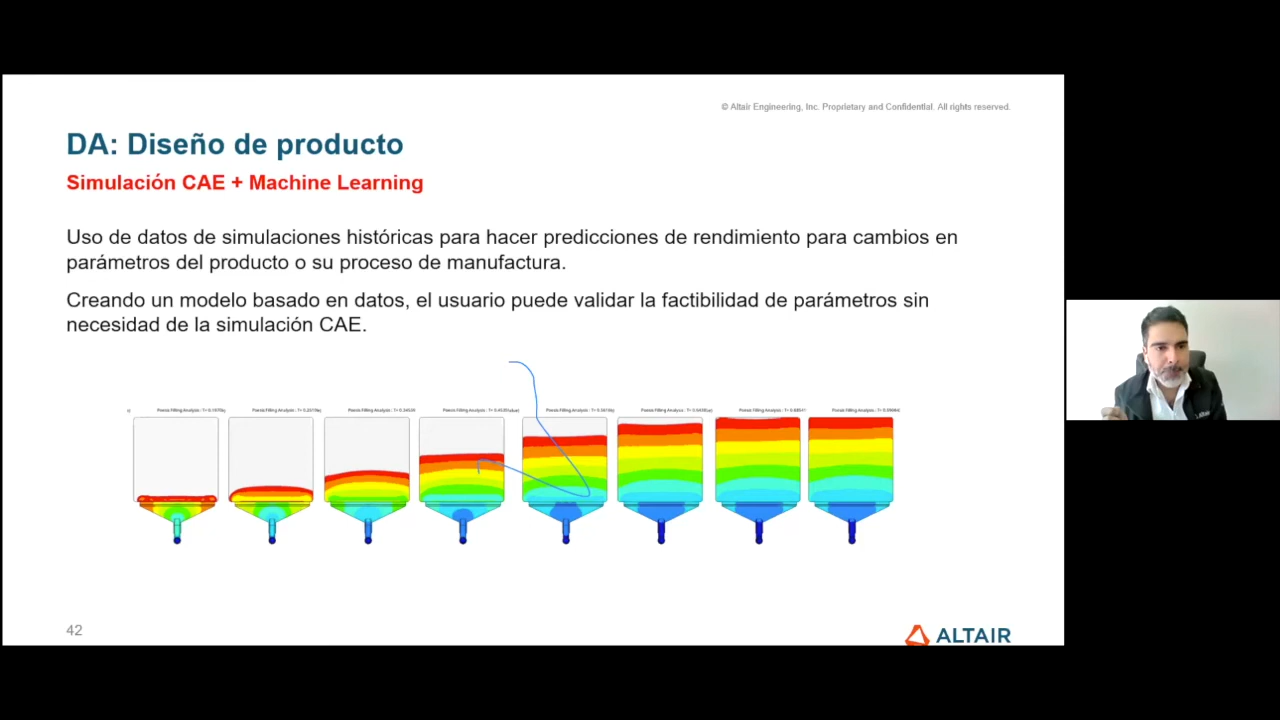 © Altair Engineering, Inc. Proprietary and Confidential. All rights reserved.
DA: Diseño de producto
Simulación CAE + Machine Learning
Uso de datos de simulaciones históricas para hacer predicciones de rendimiento para cambios en
parámetros del producto o su proceso de manufactura.
Creando un modelo basado en datos, el usuario puede validar la factibilidad de parámetros sin
necesidad de la simulación CAE.
42
ALTAIR